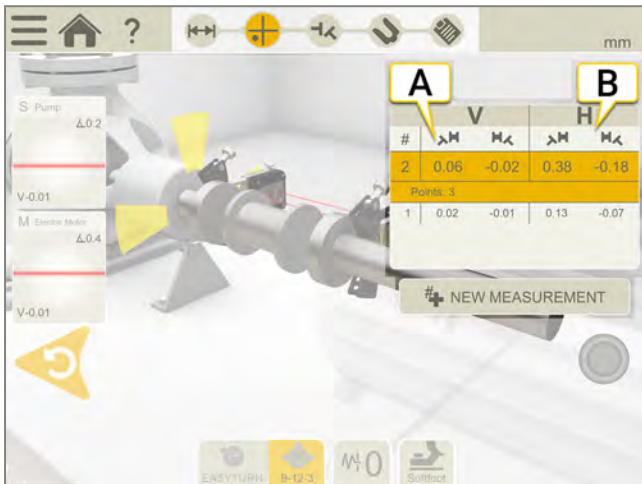 ?
mm
A
B
V H
#
2 0.06 -0.02 0.38 -0.18
Points: 3
1 0.02 -0.01 0.13 -0.07
NEW MEASUREMENT
S Pump
∡0.2
V-0.01
M Elector Motor
∡0.4
V-0.01
EASYTURN
9-12-3
0
Softfoot